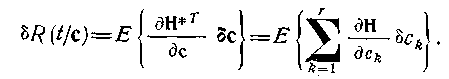 δR (t/c) = E { ∂H*ᵀ/∂c δc } = E { ∑_{k=1}^{r} ∂H/∂c_k δc_k }.